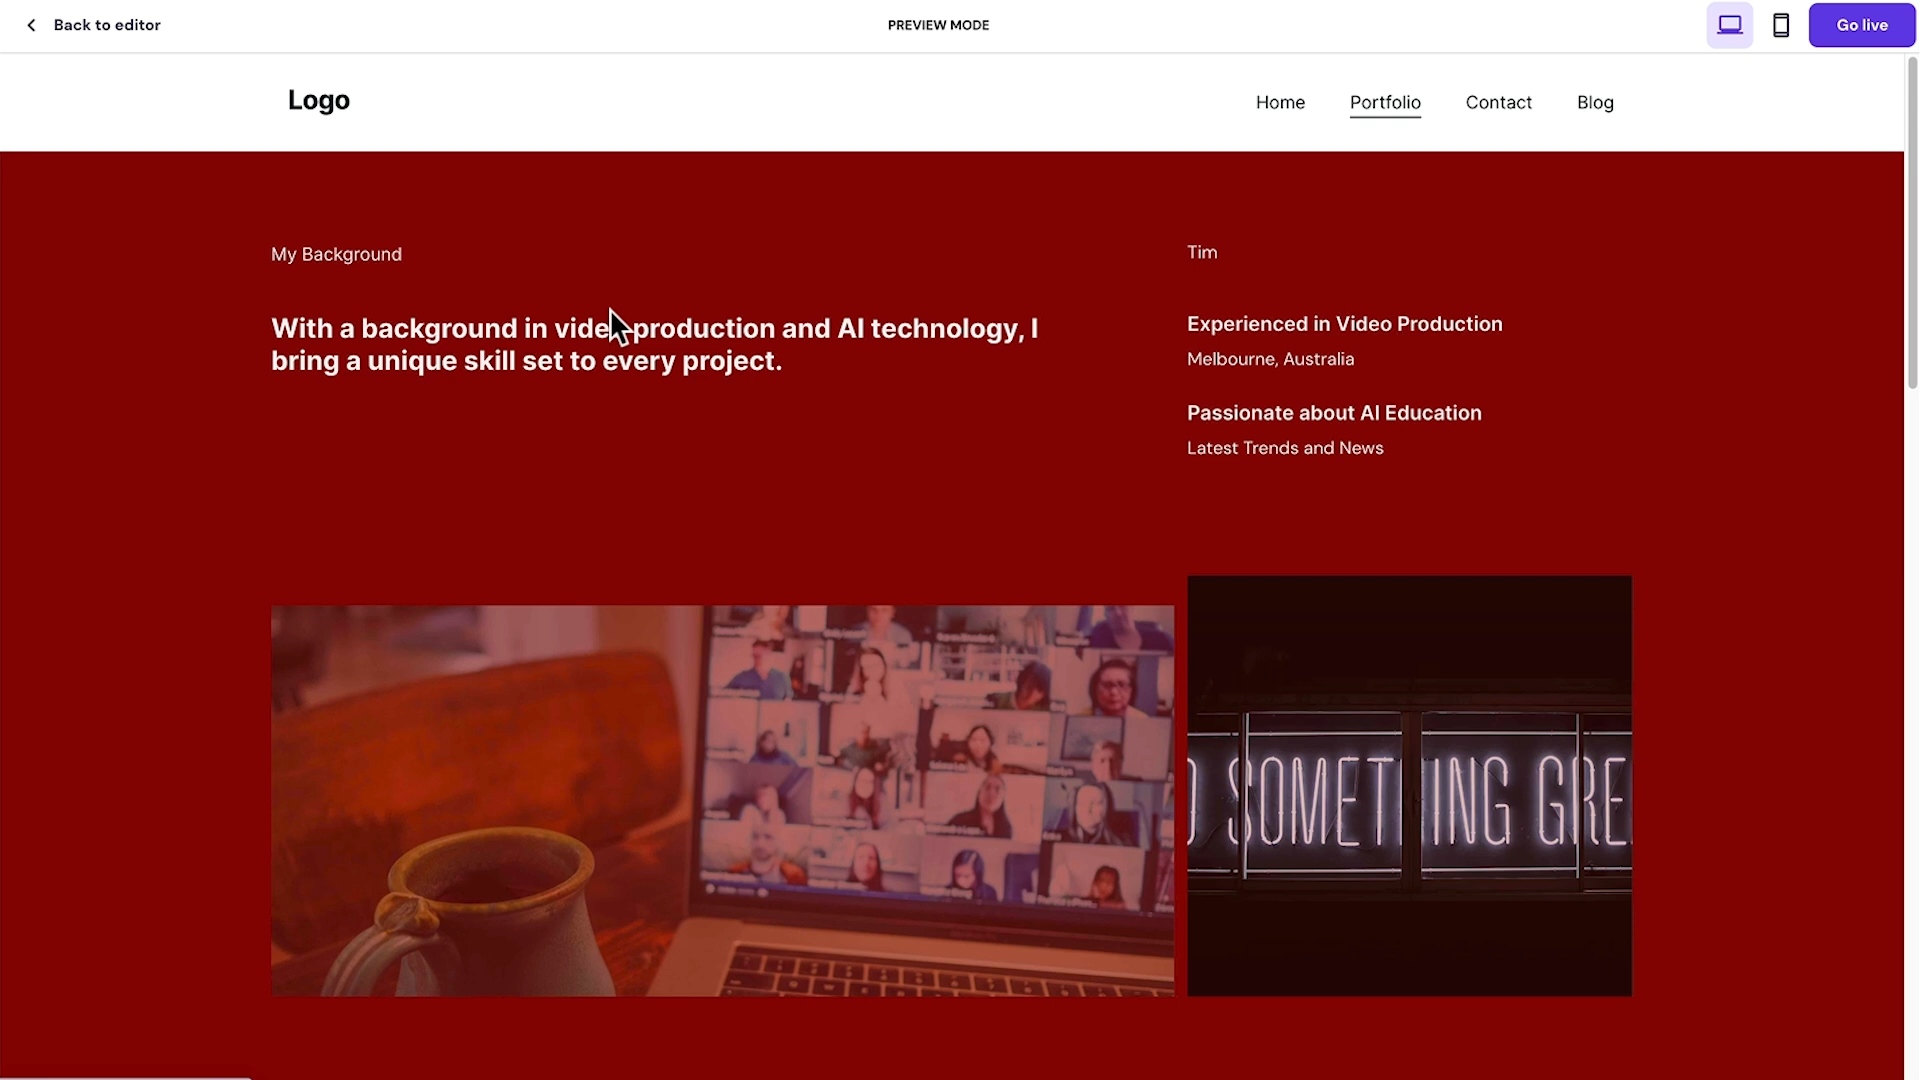 Back to editor
PREVIEW MODE
Go live
Logo
Home
Portfolio
Contact
Blog
My Background
With a background in vide production and AI technology, I
bring a unique skill set to every project.
Tim
Experienced in Video Production
Melbourne, Australia
Passionate about AI Education
Latest Trends and News
O SOMETHING GRE